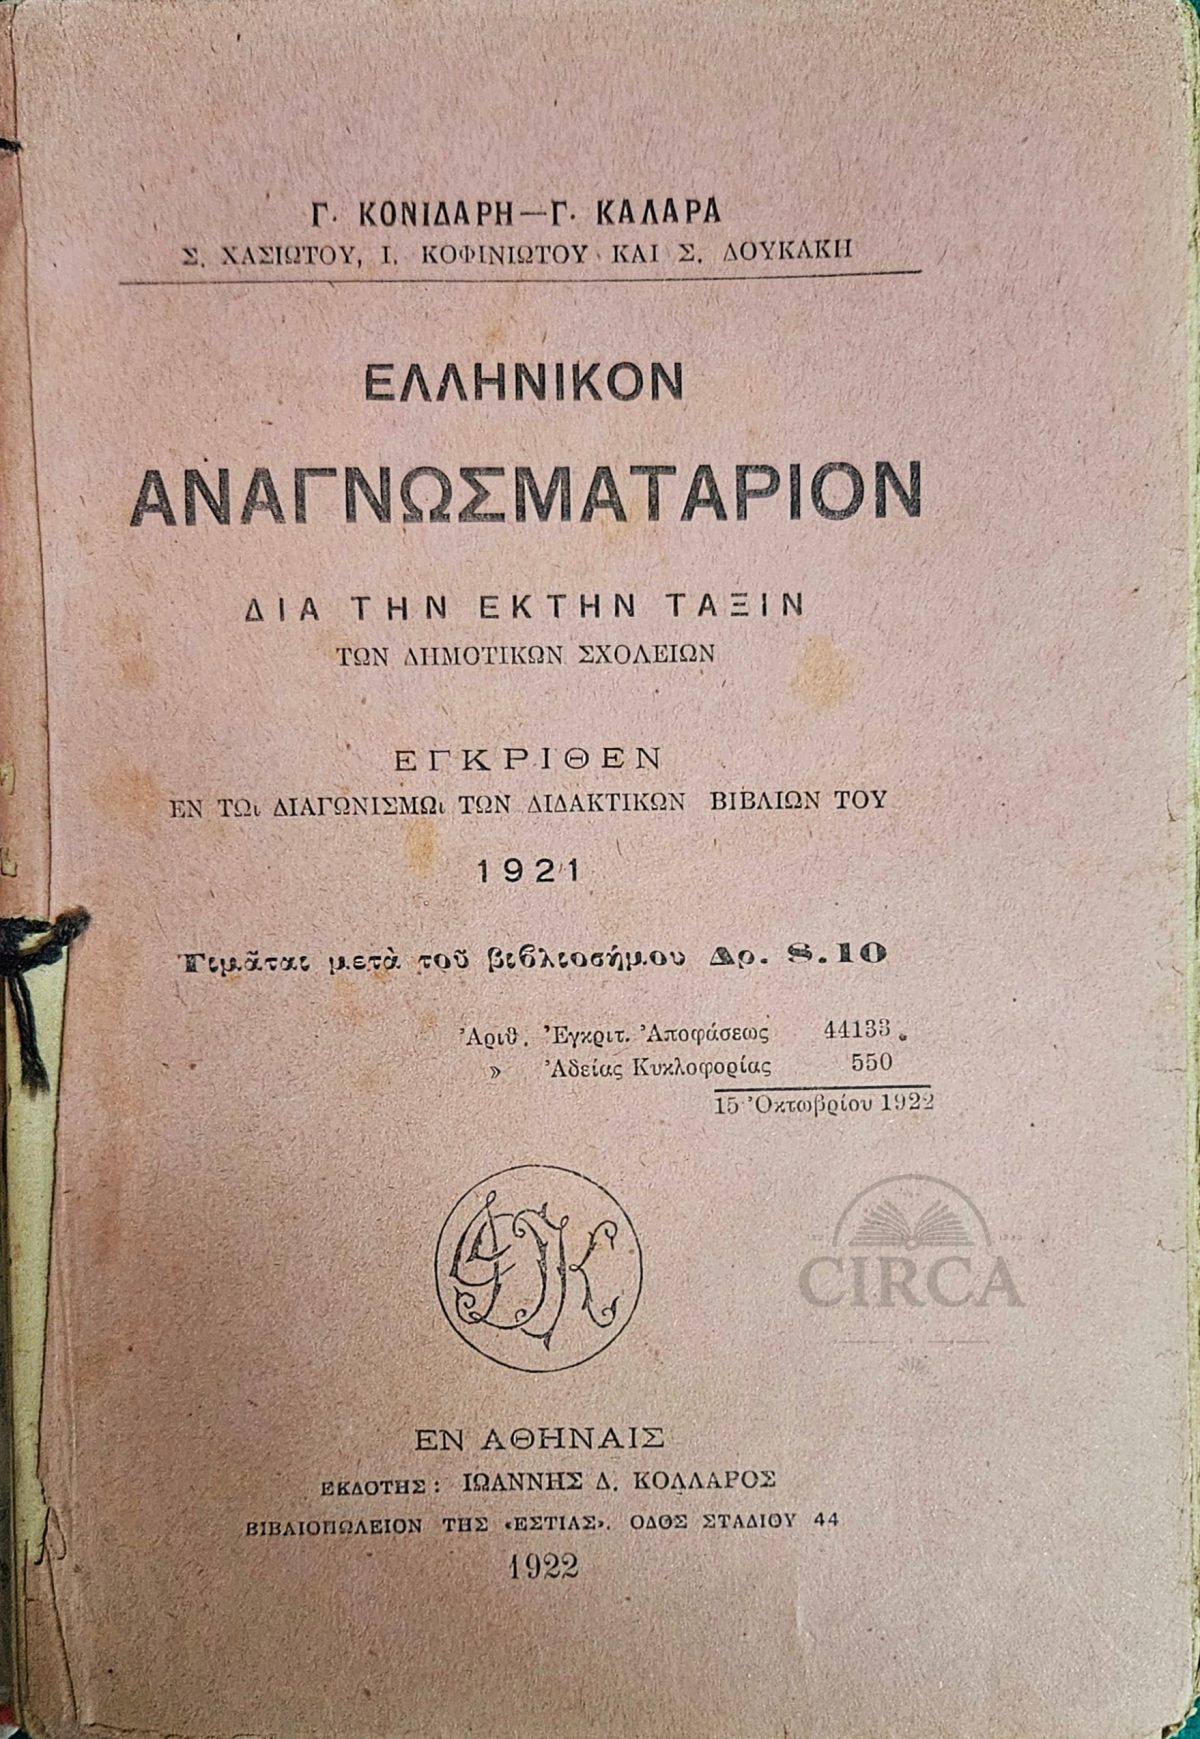 Γ. ΚΟΝΙΔΑΡΗ—Γ. ΚΑΛΑΡΑ
Σ. ΧΑΣΙΩΤΟΥ, Ι. ΚΟΦΙΝΙΩΤΟΥ ΚΑΙ Σ. ΔΟΥΚΑΚΗ
ΕΛΛΗΝΙΚΟΝ
ΑΝΑΓΝΩΣΜΑΤΑΡΙΟΝ
ΔΙΑ ΤΗΝ ΕΚΤΗΝ ΤΑΞΙΝ
ΤΩΝ ΔΗΜΟΤΙΚΩΝ ΣΧΟΛΕΙΩΝ
ΕΓΚΡΙΘΕΝ
ΕΝ ΤΩι ΔΙΑΓΩΝΙΣΜΩι ΤΩΝ ΔΙΔΑΚΤΙΚΩΝ ΒΙΒΛΙΩΝ ΤΟΥ
1921
Τιμᾶται μετὰ τοῦ βιβλιοσήμου Δρ. 8.10
Ἀριθ. Ἐγκριτ. Ἀποφάσεως 44133
» Ἀδείας Κυκλοφορίας 550
15 Ὀκτωβρίου 1922
CIRCA
ΕΝ ΑΘΗΝΑΙΣ
ΕΚΔΟΤΗΣ: ΙΩΑΝΝΗΣ Δ. ΚΟΛΛΑΡΟΣ
ΒΙΒΛΙΟΠΩΛΕΙΟΝ ΤΗΣ «ΕΣΤΙΑΣ». ΟΔΟΣ ΣΤΑΔΙΟΥ 44
1922